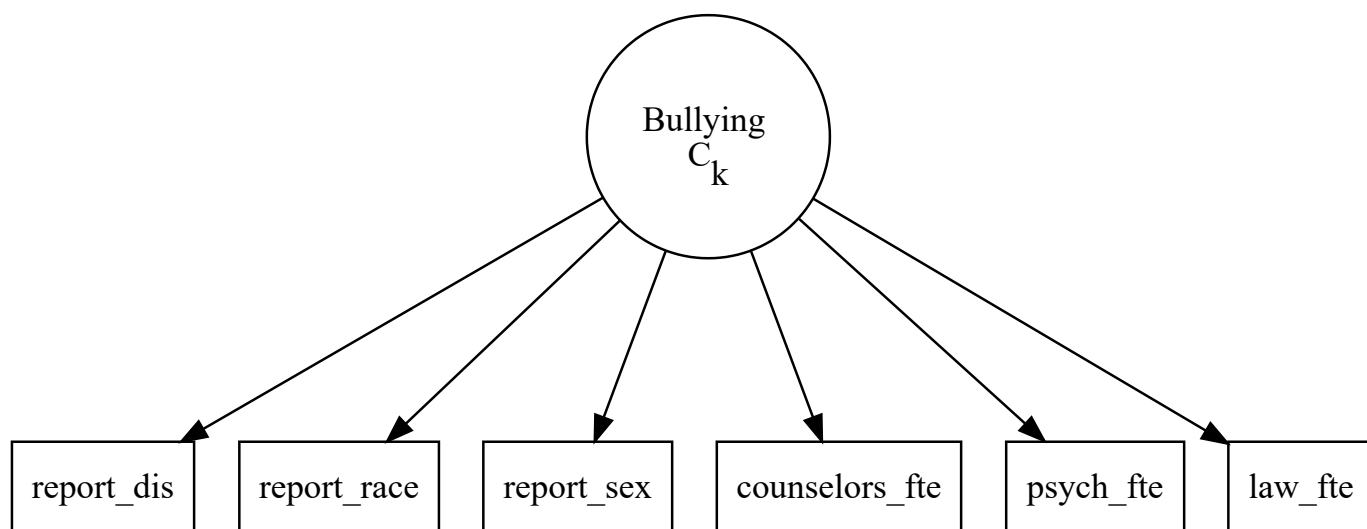 Bullying
C
k
report_dis
report_race
report_sex
counselors_fte
psych_fte
law_fte